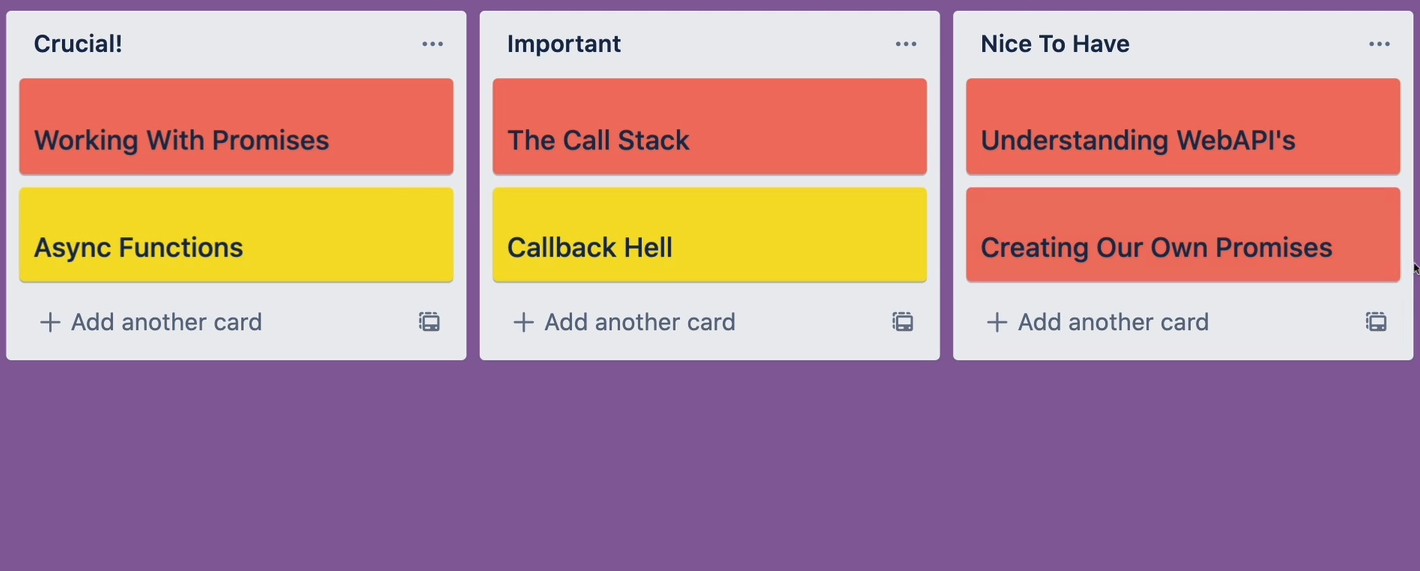 Crucial!
Working With Promises
Async Functions
Add another card
Important
The Call Stack
Callback Hell
Add another card
Nice To Have
Understanding WebAPI's
Creating Our Own Promises
Add another card